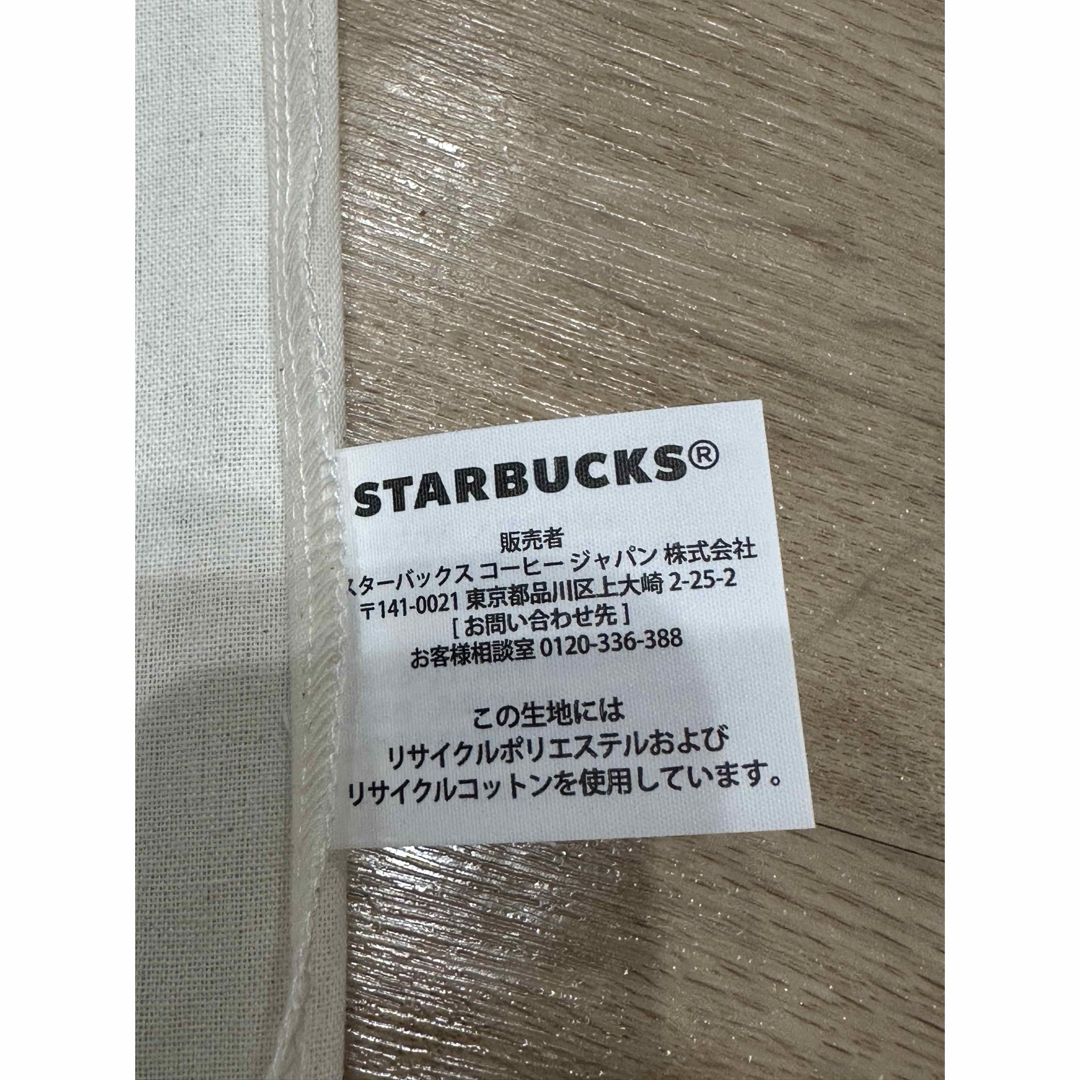 STARBUCKS®
販売者
スターバックス コーヒー ジャパン 株式会社
〒141-0021 東京都品川区上大崎 2-25-2
[ お問い合わせ先 ]
お客様相談室 0120-336-388
この生地には
リサイクルポリエステルおよび
リサイクルコットンを使用しています。